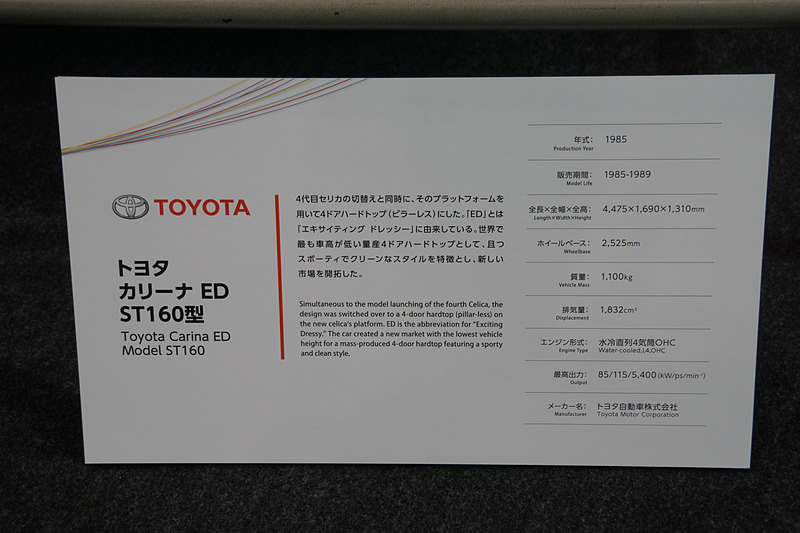 TOYOTA
トヨタ
カリーナ ED
ST160型
Toyota Carina ED
Model ST160
4代目セリカの切替えと同時に、そのプラットフォームを
用いて4ドアハードトップ（ピラーレス）にした。「ED」とは
「エキサイティング ドレッシー」に由来している。世界で
最も車高が低い量産4ドアハードトップとして、且つ
スポーティでクリーンなスタイルを特徴とし、新しい
市場を開拓した。
Simultaneous to the model launching of the fourth Celica, the
design was switched over to a 4-door hardtop (pillar-less) on
the new celica's platform. ED is the abbreviation for "Exciting
Dressy." The car created a new market with the lowest vehicle
height for a mass-produced 4-door hardtop featuring a sporty
and clean style.
年式： 1985
Production Year
販売期間： 1985-1989
Model Life
全長×全幅×全高： 4,475×1,690×1,310mm
Length×Width×Height
ホイールベース： 2,525mm
Wheelbase
質量： 1,100kg
Vehicle Mass
排気量： 1,832cm³
Displacement
エンジン形式： 水冷直列4気筒OHC
Engine Type Water-cooled,L4,OHC
最高出力： 85/115/5,400（kW/ps/min⁻¹）
Output
メーカー名： トヨタ自動車株式会社
Manufacturer Toyota Motor Corporation